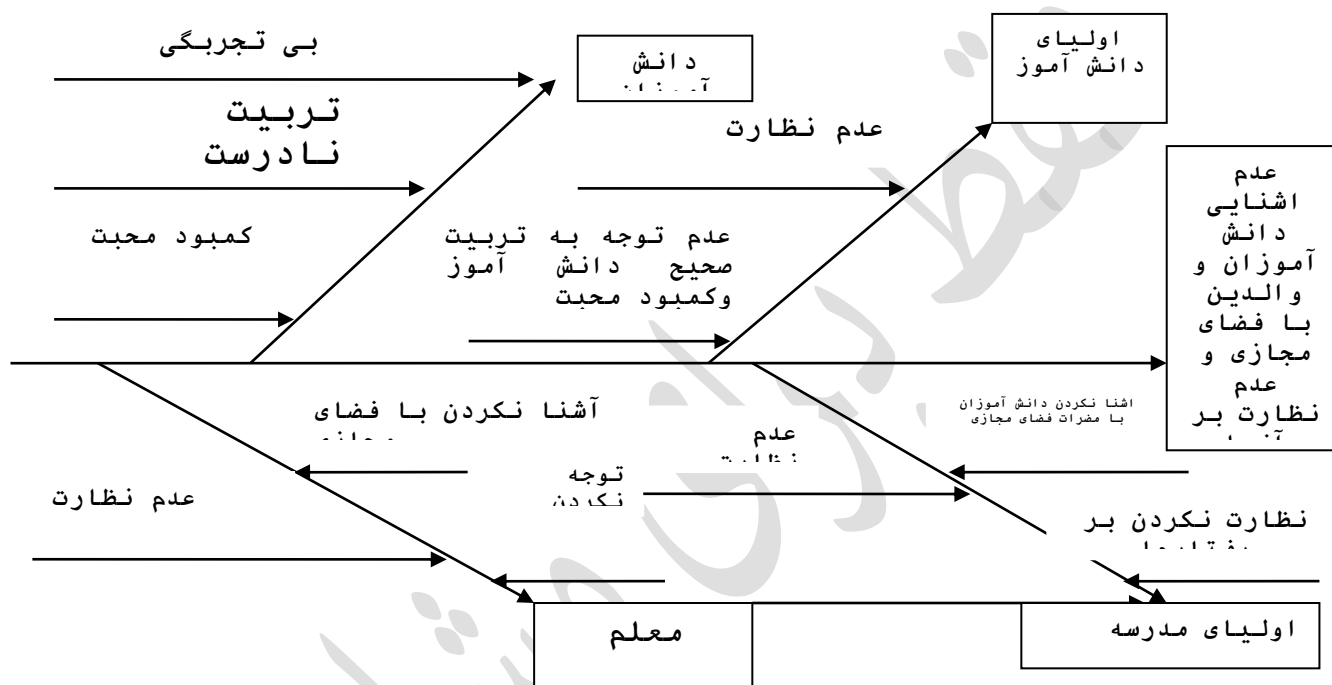 بی تجربگی
دانش
اولیای
دانش آموز
تربیت
نادرست
عدم نظارت
کمبود محبت
عدم توجه به تربیت
صحیح دانش آموز
وکمبود محبت
عدم
اشنایی
دانش
آموزان و
والدین
با فضای
مجازی و
عدم
نظارت بر
آشنا نکردن با فضای
عدم
نظارت
اشنا نکردن دانش آموزان
با مضرات فضای مجازی
توجه
نکردن
عدم نظارت
نظارت نکردن بر
معلم
اولیای مدرسه